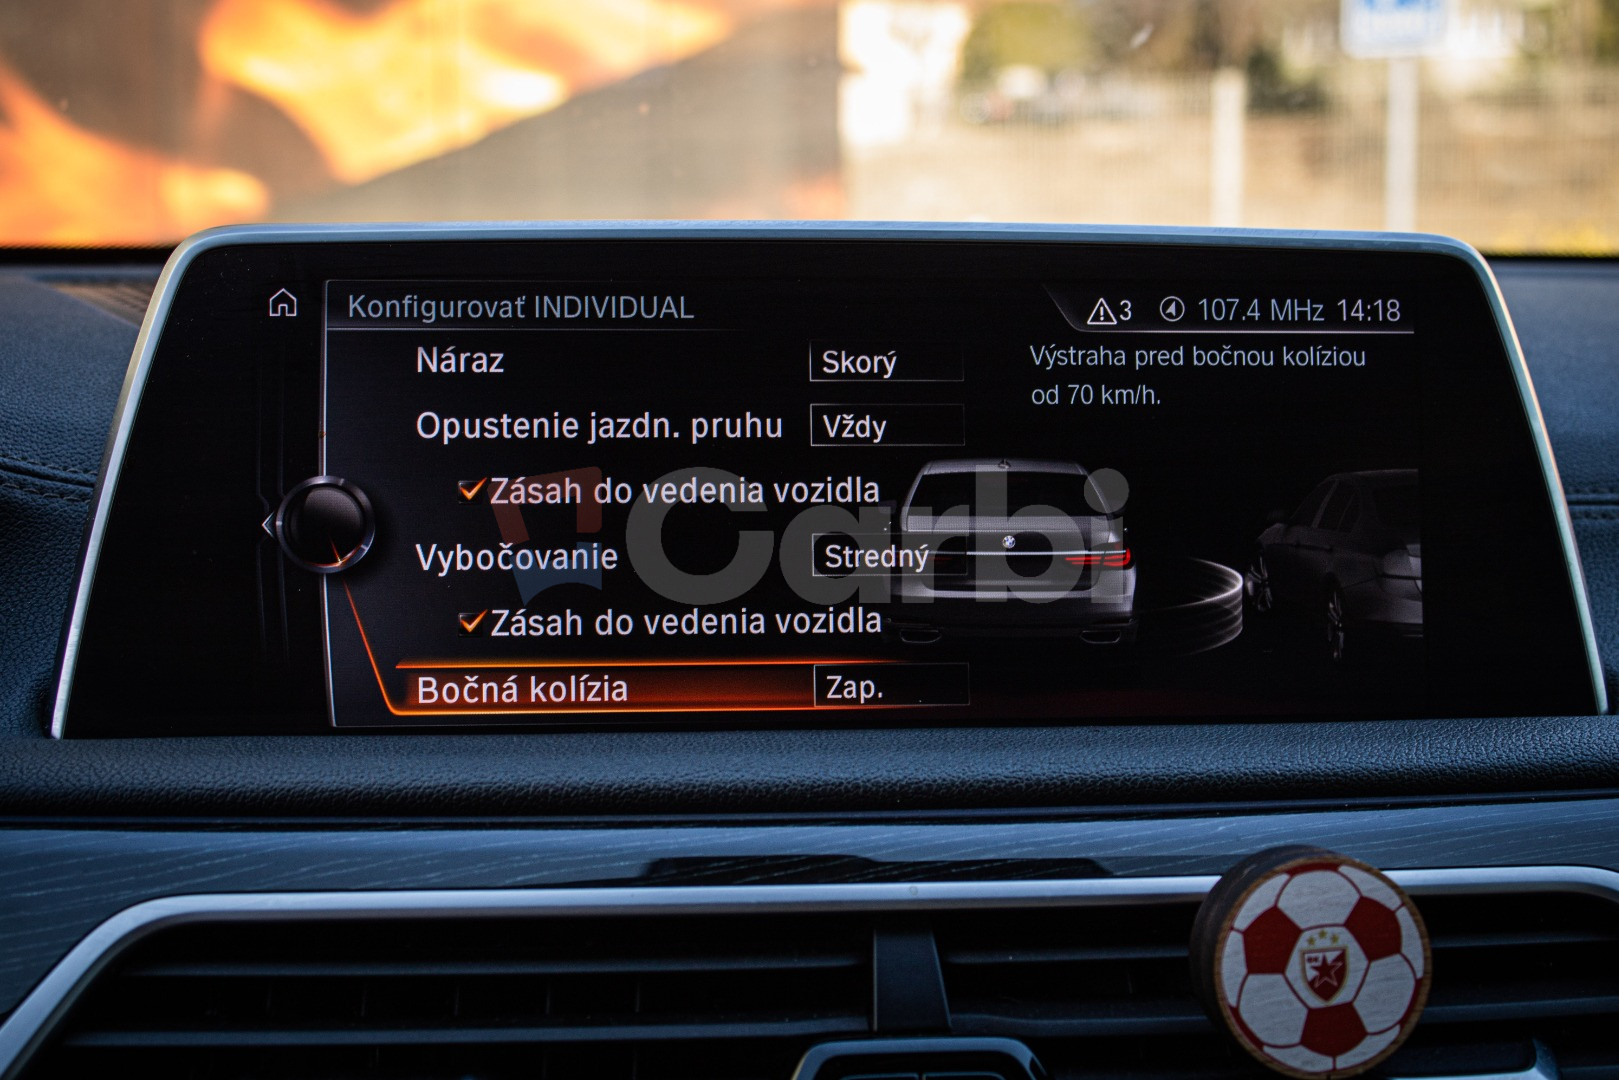 Konfigurovať INDIVIDUAL
3 107.4 MHz 14:18
Náraz Skorý
Výstraha pred bočnou kolíziou
od 70 km/h.
Opustenie jazdn. pruhu Vždy
Zásah do vedenia vozidla
Carbi
Vybočovanie Stredný
Zásah do vedenia vozidla
Bočná kolízia Zap.